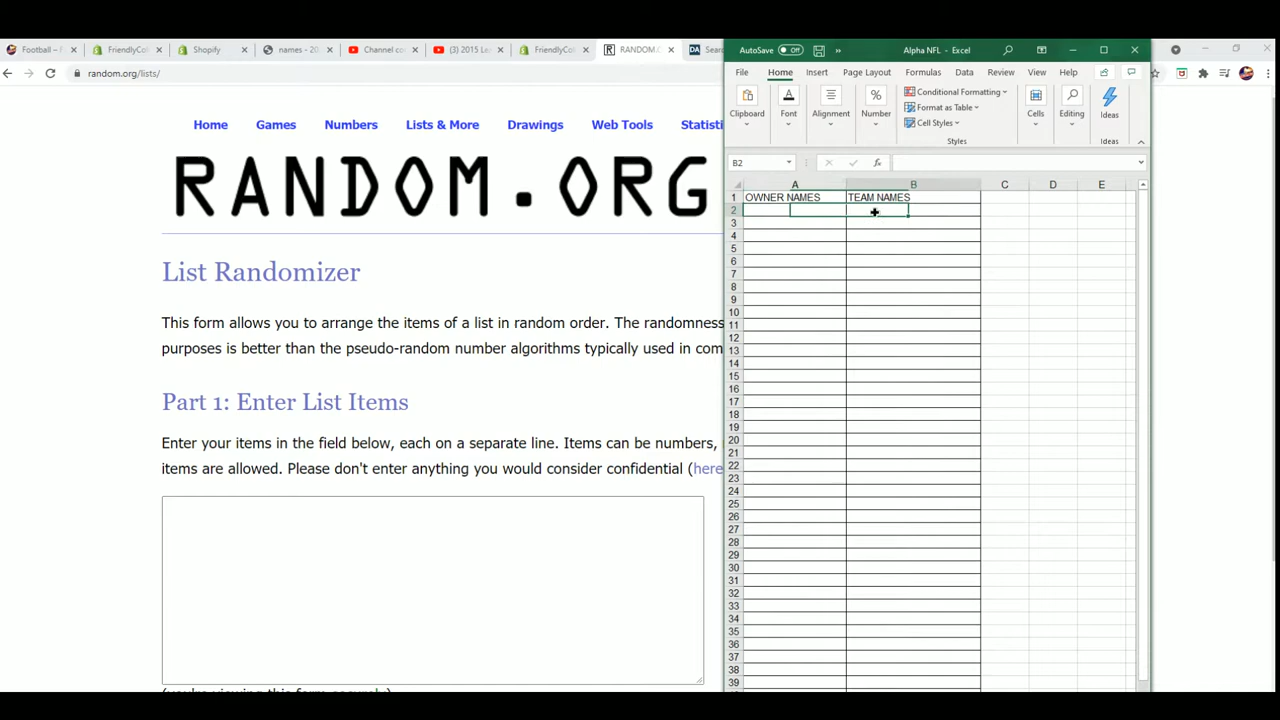 Football – F
FriendlyCol
Shopify
names - 20
Channel co
(3) 2015 Le
FriendlyCol
RANDOM.O
Sear
random.org/lists/
Home
Games
Numbers
Lists & More
Drawings
Web Tools
Statisti
RANDOM.ORG
List Randomizer
This form allows you to arrange the items of a list in random order. The randomness
purposes is better than the pseudo-random number algorithms typically used in com
Part 1: Enter List Items
Enter your items in the field below, each on a separate line. Items can be numbers,
items are allowed. Please don't enter anything you would consider confidential (here
AutoSave Off
Alpha NFL - Excel
File
Home
Insert
Page Layout
Formulas
Data
Review
View
Help
Clipboard
Font
Alignment
Number
Conditional Formatting
Format as Table
Cell Styles
Styles
Cells
Editing
Ideas
Ideas
B2
fx
A B C D E
1 OWNER NAMES TEAM NAMES
2
3
4
5
6
7
8
9
10
11
12
13
14
15
16
17
18
19
20
21
22
23
24
25
26
27
28
29
30
31
32
33
34
35
36
37
38
39